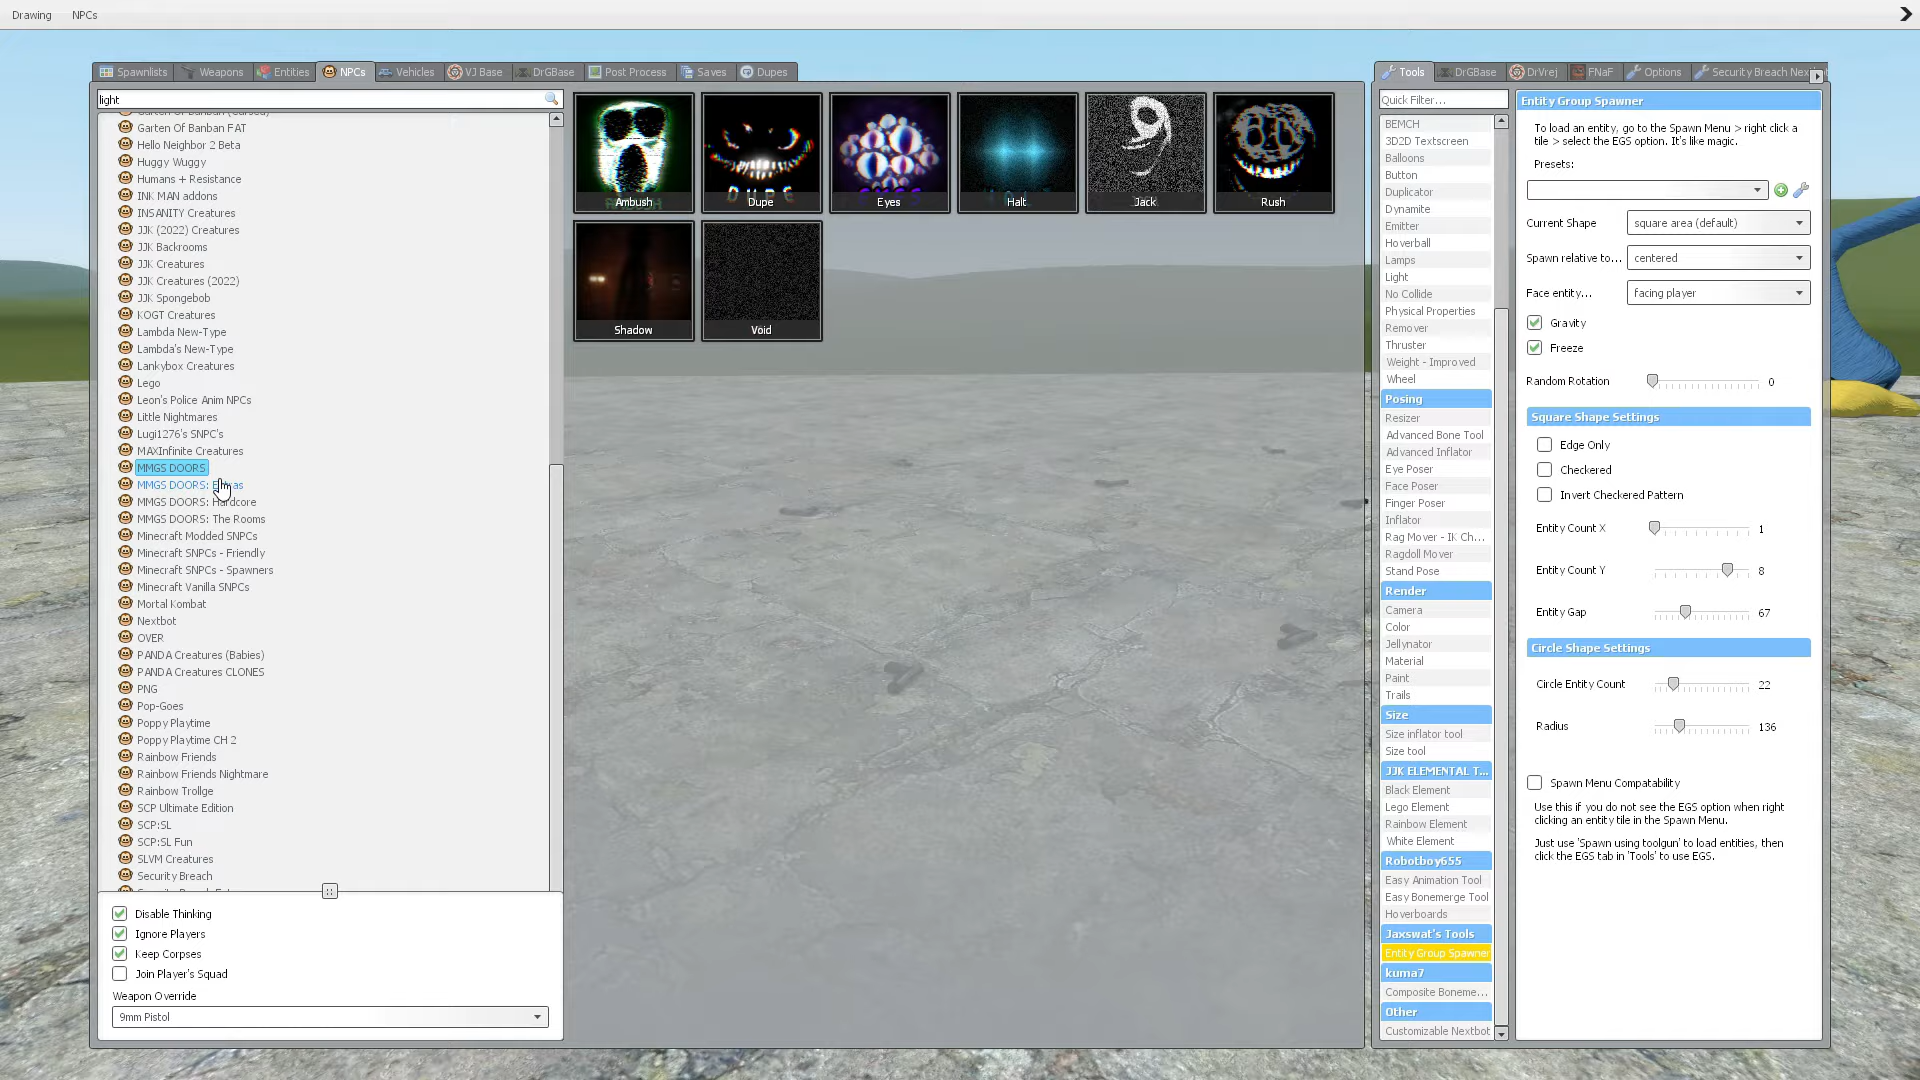 Drawing NPCs
Spawnlists Weapons Entities NPCs Vehicles VJ Base DrGBase Post Process Saves Dupes
light
Garten Of Banban FAT
Hello Neighbor 2 Beta
Huggy Wuggy
Humans + Resistance
INK MAN addons
INSANITY Creatures
JJK (2022) Creatures
JJK Backrooms
JJK Creatures
JJK Creatures (2022)
JJK Spongebob
KOGT Creatures
Lambda New-Type
Lambda's New-Type
Lankybox Creatures
Lego
Leon's Police Anim NPCs
Little Nightmares
Lugi1276's SNPC's
MAXInfinite Creatures
MMGS DOORS
MMGS DOORS:
MMGS DOORS: Hardcore
MMGS DOORS: The Rooms
Minecraft Modded SNPCs
Minecraft SNPCs - Friendly
Minecraft SNPCs - Spawners
Minecraft Vanilla SNPCs
Mortal Kombat
Nextbot
OVER
PANDA Creatures (Babies)
PANDA Creatures CLONES
PNG
Pop-Goes
Poppy Playtime
Poppy Playtime CH 2
Rainbow Friends
Rainbow Friends Nightmare
Rainbow Trollge
SCP Ultimate Edition
SCP:SL
SCP:SL Fun
SLVM Creatures
Security Breach
Disable Thinking
Ignore Players
Keep Corpses
Join Player's Squad
Weapon Override
9mm Pistol
Ambush
DUPE
Dupe
Eyes
Halt
Jack
Rush
Shadow
Void
Tools DrGBase DrVrej FNaF Options Security Breach
Quick Filter...
BEMCH
3D2D Textscreen
Balloons
Button
Duplicator
Dynamite
Emitter
Hoverball
Lamps
Light
No Collide
Physical Properties
Remover
Thruster
Weight - Improved
Wheel
Posing
Resizer
Advanced Bone Tool
Advanced Inflator
Eye Poser
Face Poser
Finger Poser
Inflator
Rag Mover - IK Ch...
Ragdoll Mover
Stand Pose
Render
Camera
Color
Jellynator
Material
Paint
Trails
Size
Size inflator tool
Size tool
JJK ELEMENTAL T...
Black Element
Lego Element
Rainbow Element
White Element
Robotboy655
Easy Animation Tool
Easy Bonemerge Tool
Hoverboards
Jaxswat's Tools
Entity Group Spawner
kuma7
Composite Boneme...
Other
Customizable Nextbot
Entity Group Spawner
To load an entity, go to the Spawn Menu > right click a
tile > select the EGS option. It's like magic.
Presets:
Current Shape square area (default)
Spawn relative to... centered
Face entity... facing player
Gravity
Freeze
Random Rotation 0
Square Shape Settings
Edge Only
Checkered
Invert Checkered Pattern
Entity Count X 1
Entity Count Y 8
Entity Gap 67
Circle Shape Settings
Circle Entity Count 22
Radius 136
Spawn Menu Compatability
Use this if you do not see the EGS option when right
clicking an entity tile in the Spawn Menu.
Just use 'Spawn using toolgun' to load entities, then
click the EGS tab in 'Tools' to use EGS.